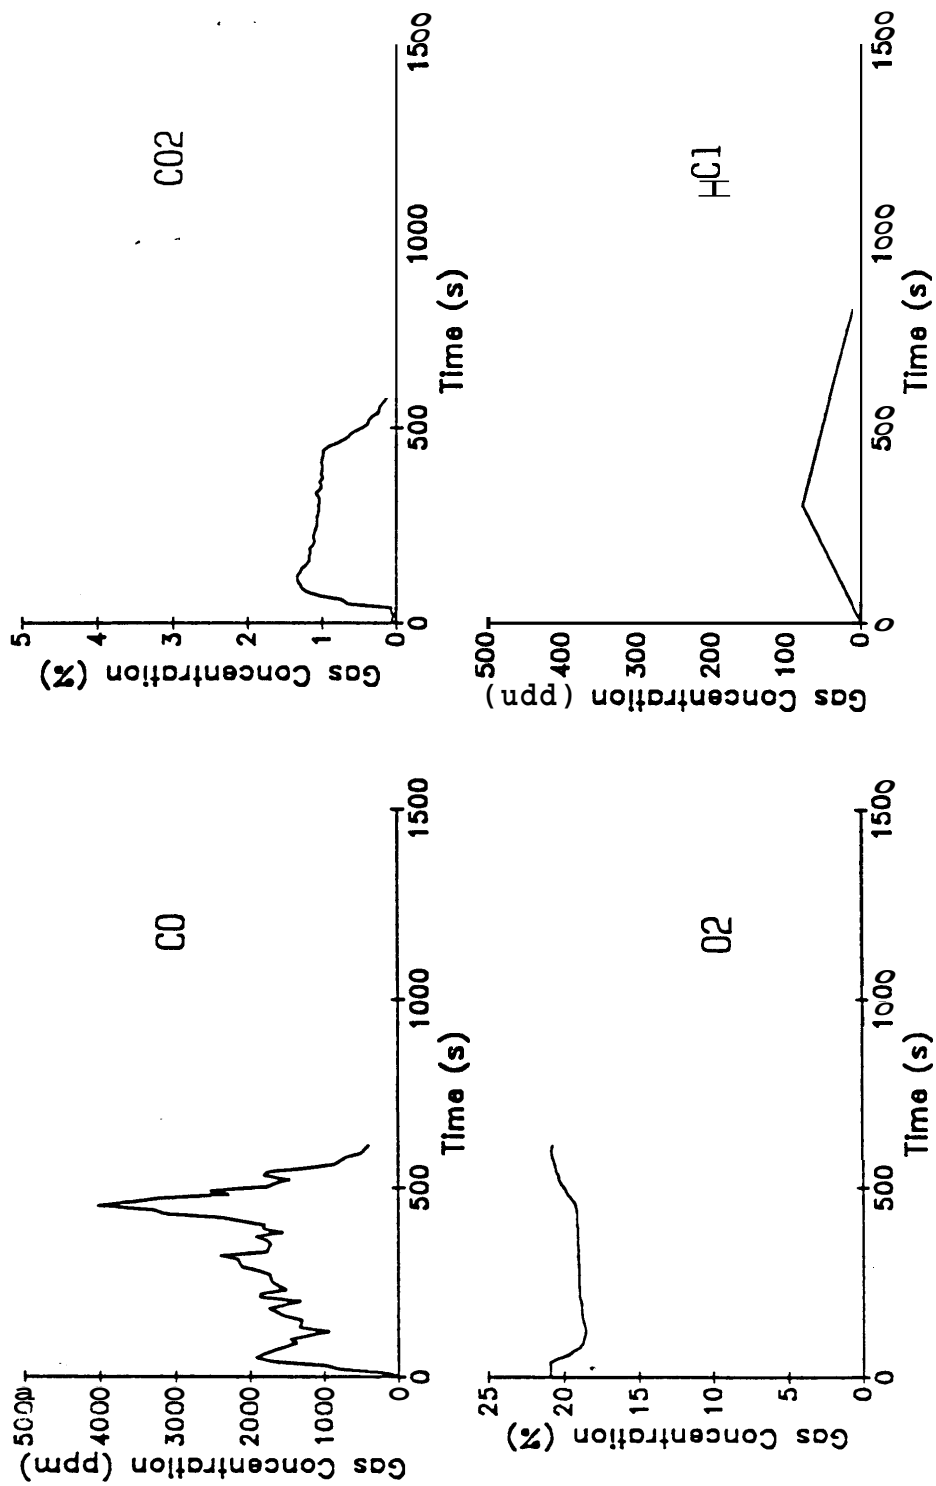 CO
Gas Concentration (ppm)
5000
4000
3000
2000
1000
0
0 500 1000 1500
Time (s)
CO2
Gas Concentration (%)
5
4
3
2
1
0
0 500 1000 1500
Time (s)
O2
Gas Concentration (%)
25
20
15
10
5
0
0 500 1000 1500
Time (s)
HCl
Gas Concentration (ppn)
500
400
300
200
100
0
0 500 1000 1500
Time (s)